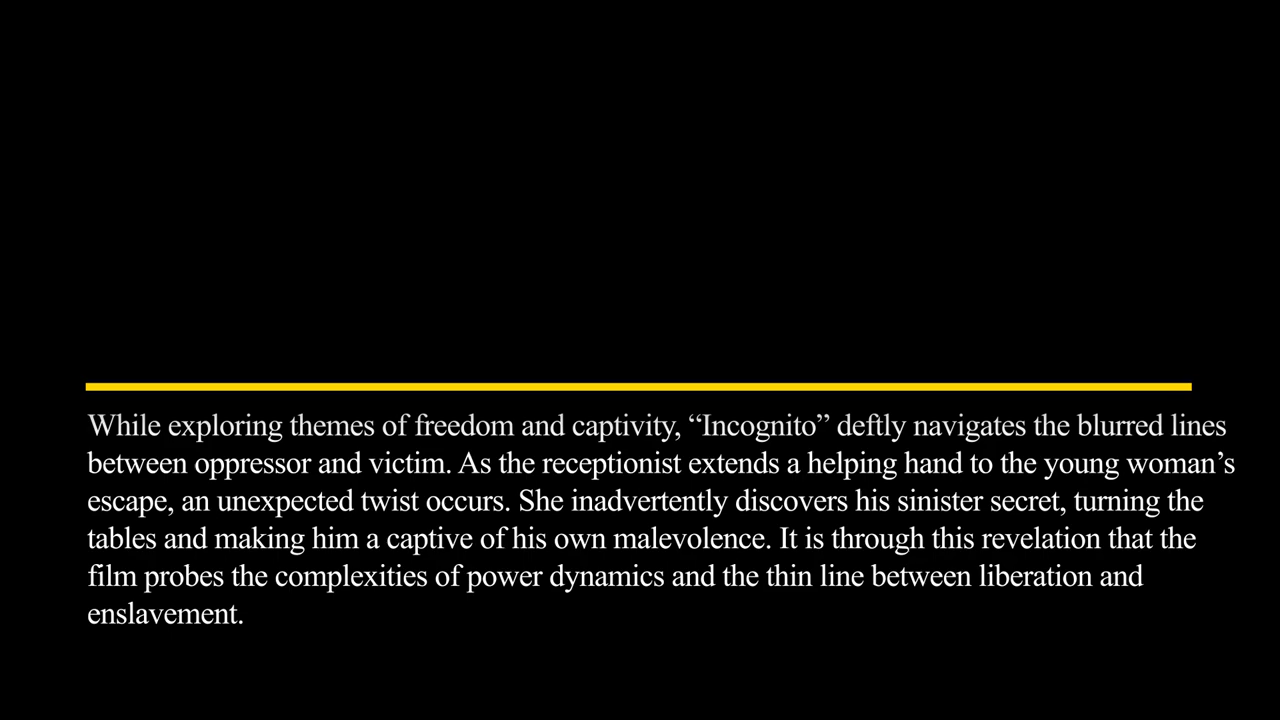 While exploring themes of freedom and captivity, “Incognito” deftly navigates the blurred lines
between oppressor and victim. As the receptionist extends a helping hand to the young woman’s
escape, an unexpected twist occurs. She inadvertently discovers his sinister secret, turning the
tables and making him a captive of his own malevolence. It is through this revelation that the
film probes the complexities of power dynamics and the thin line between liberation and
enslavement.